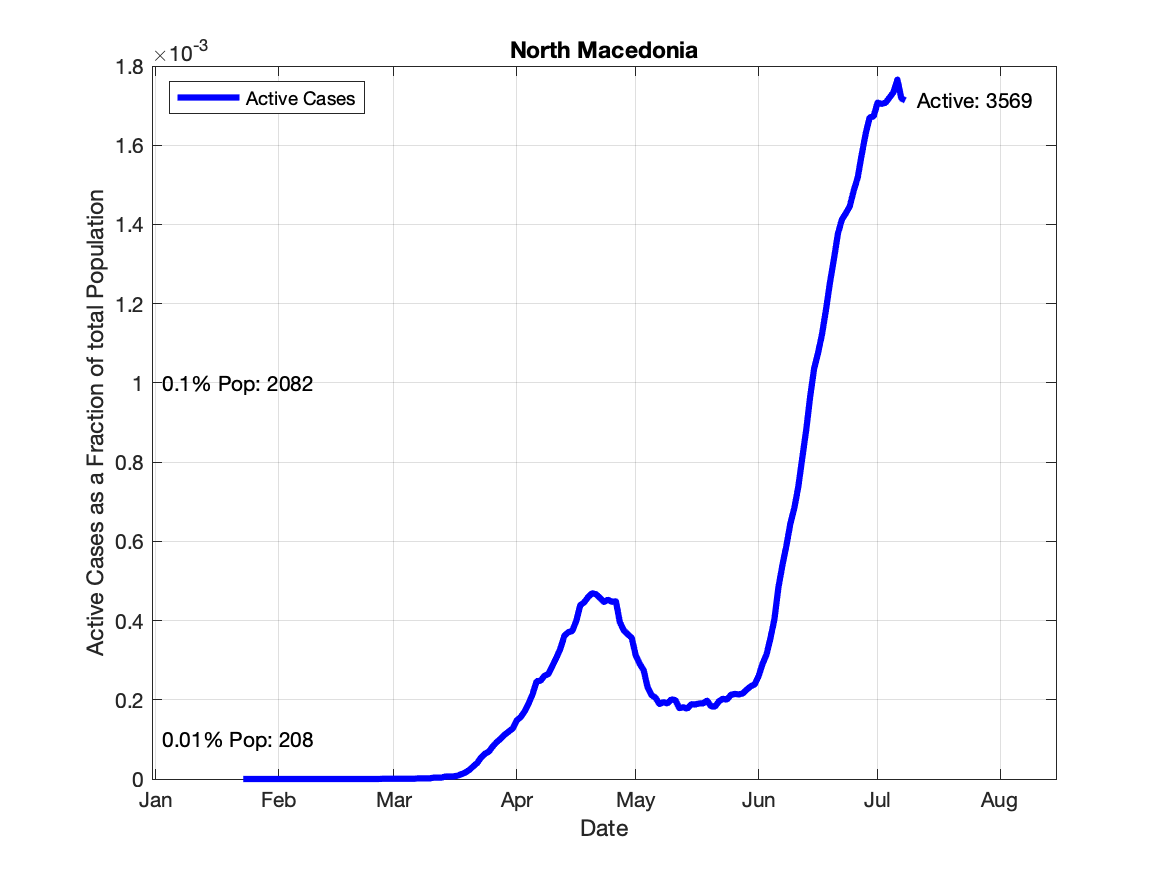 North Macedonia
×10-3
1.8
Active Cases
Active: 3569
1.6
1.4
1.2
1
0.1% Pop: 2082
0.8
0.6
0.4
0.2
0.01% Pop: 208
0
Active Cases as a Fraction of total Population
Jan Feb Mar Apr May Jun Jul Aug
Date